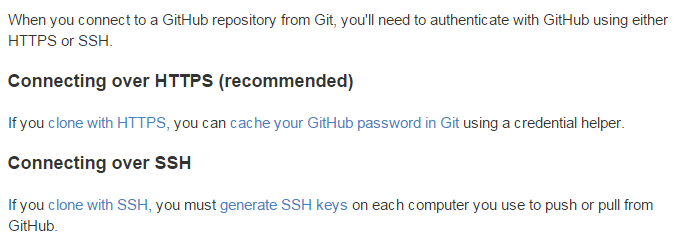 When you connect to a GitHub repository from Git, you'll need to authenticate with GitHub using either
HTTPS or SSH.
Connecting over HTTPS (recommended)
If you clone with HTTPS, you can cache your GitHub password in Git using a credential helper.
Connecting over SSH
If you clone with SSH, you must generate SSH keys on each computer you use to push or pull from
GitHub.